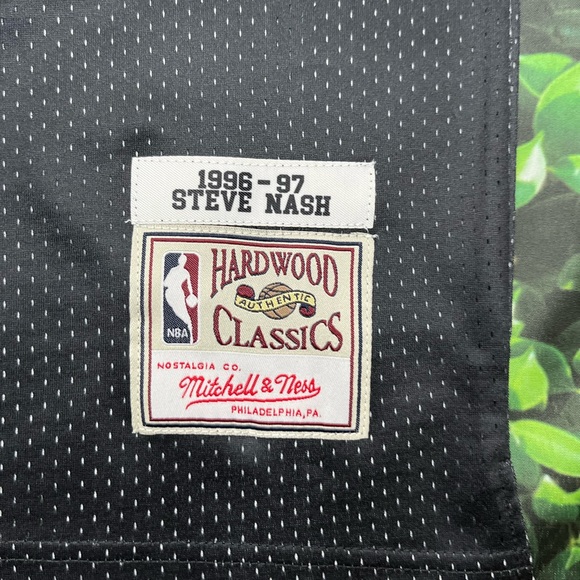 1996-97
STEVE NASH
HARDWOOD
AUTHENTIC
CLASSICS
NBA
NOSTALGIA CO.
Mitchell & Ness
PHILADELPHIA, PA.